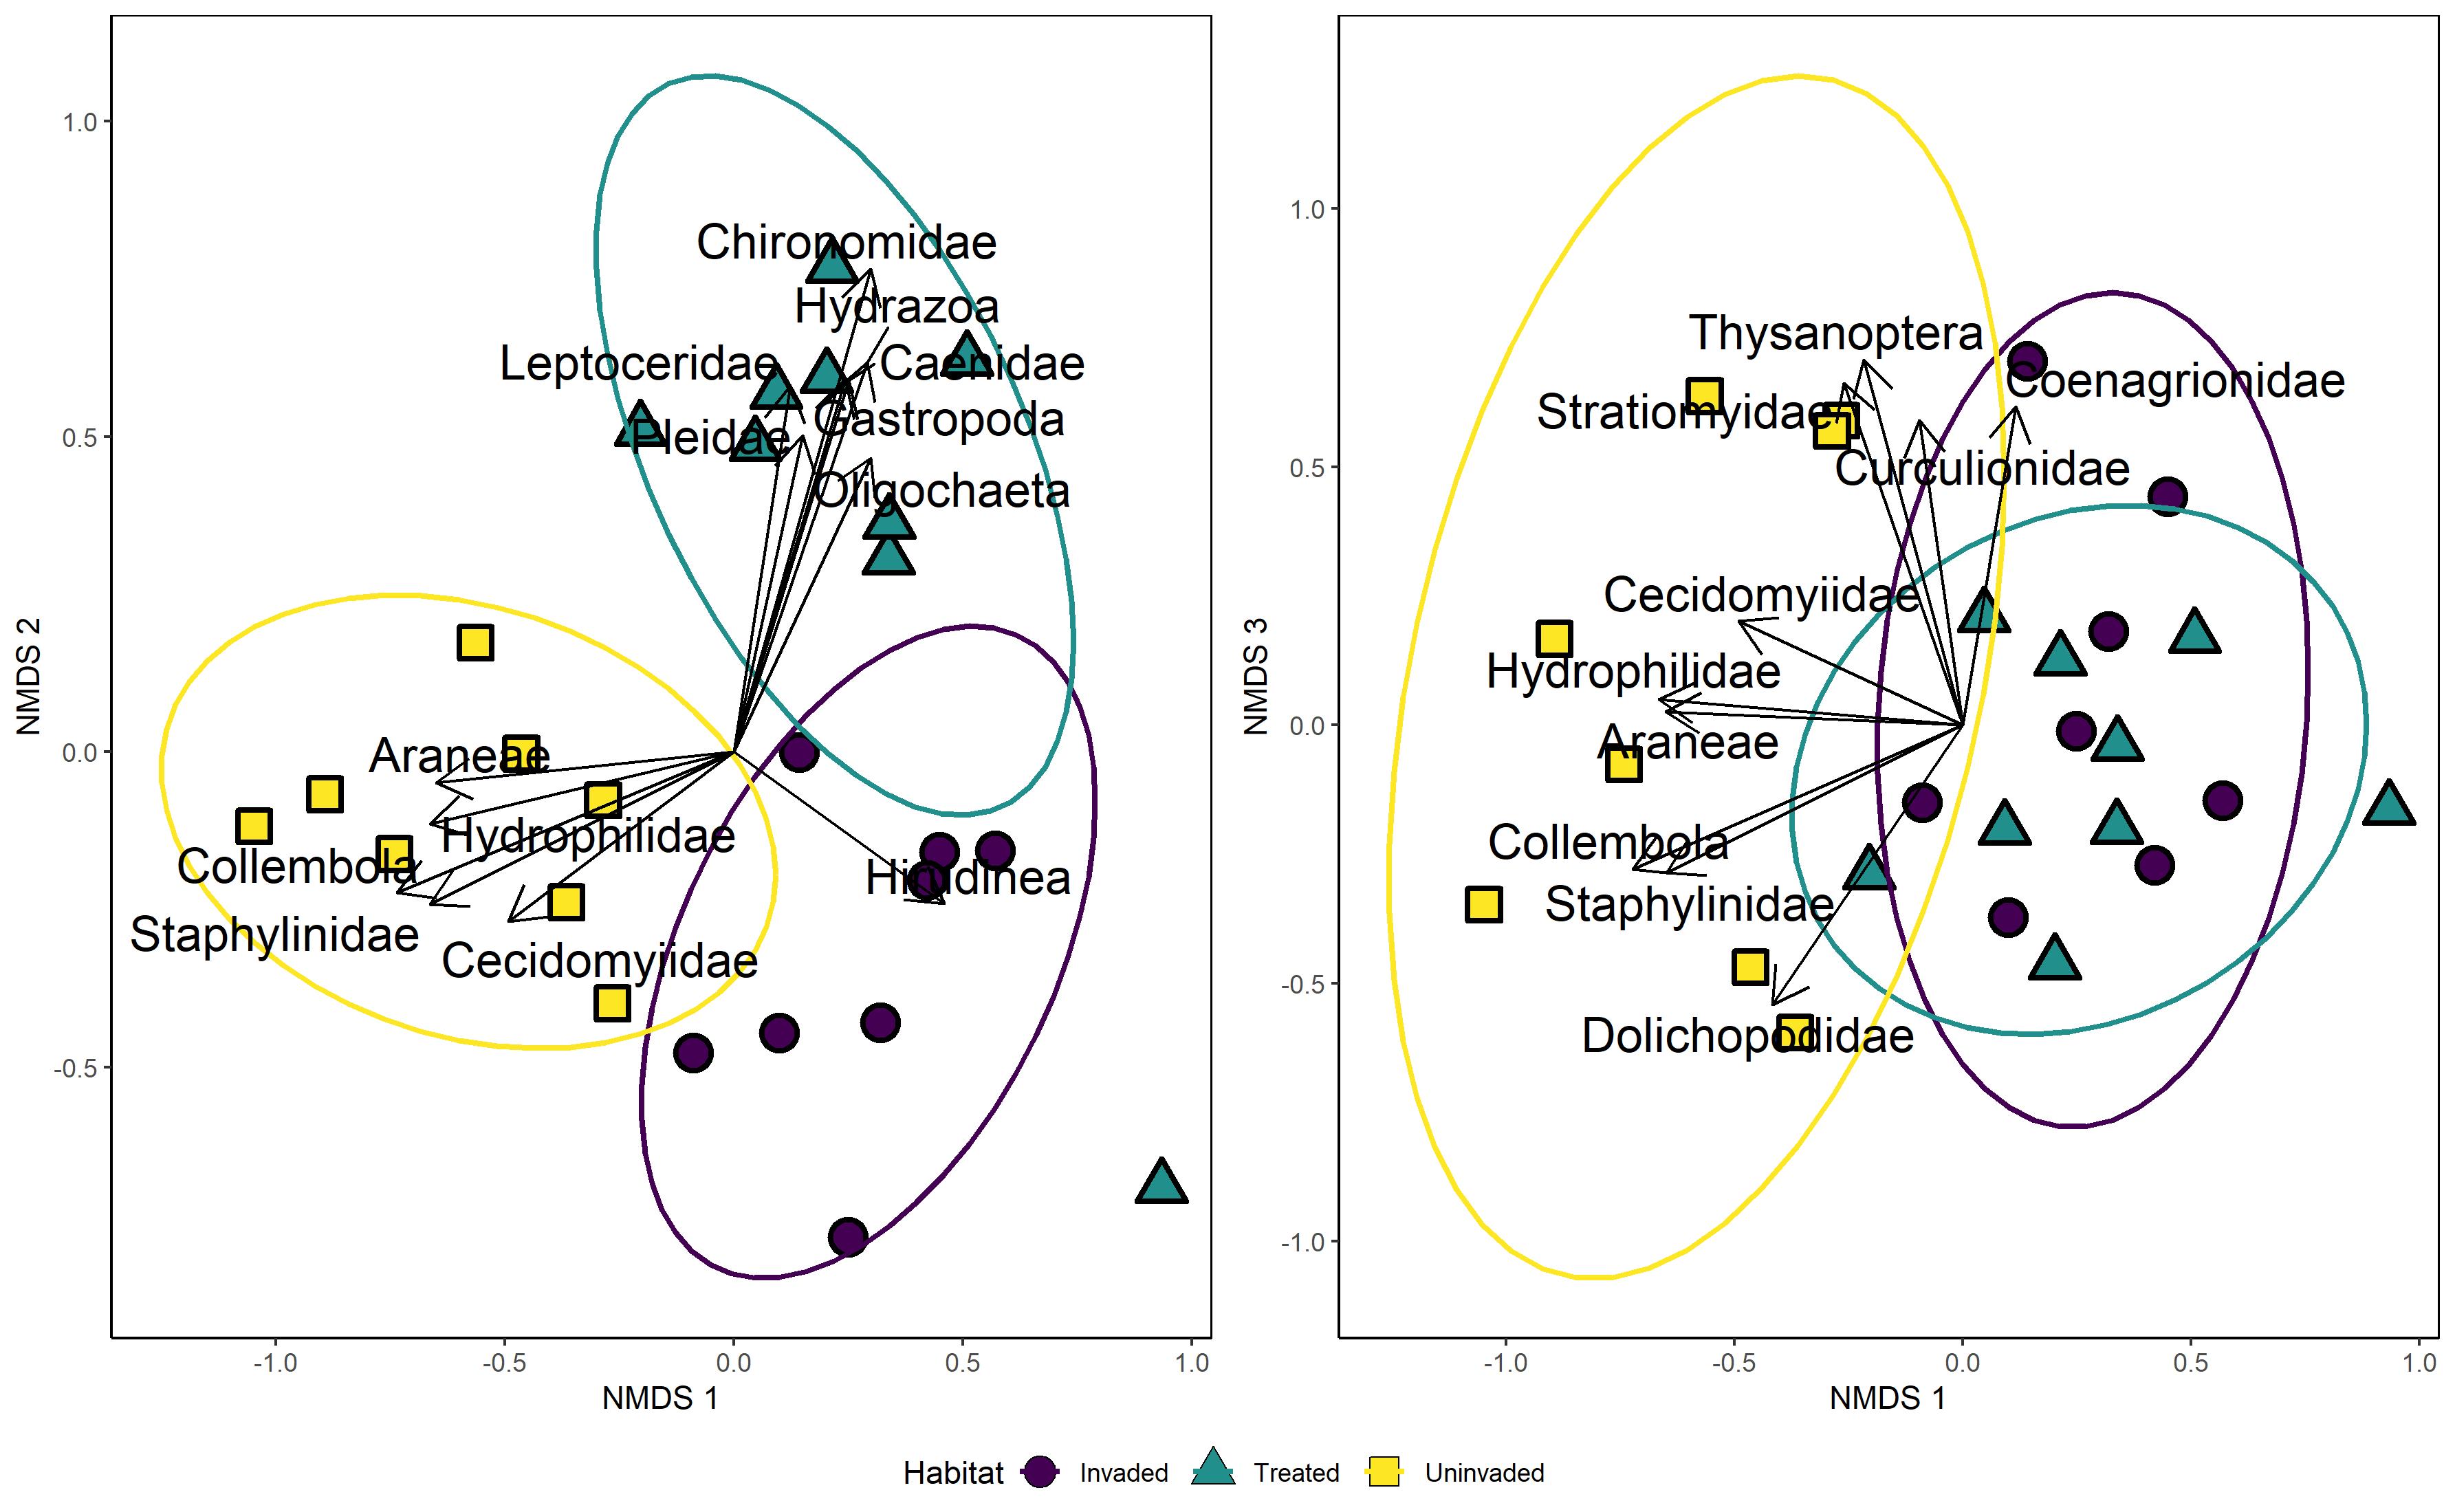 NMDS 2
1.0
0.5
0.0
-0.5
Chironomidae
Hydrazoa
Leptoceridae
Caenidae
Gastropoda
Pleidae
Oligochaeta
Araneae
Hydrophilidae
Collembola
Hirudinea
Staphylinidae
Cecidomyiidae
-1.0
-0.5
0.0
0.5
1.0
NMDS 1
NMDS 3
1.0
0.5
0.0
-0.5
-1.0
Thysanoptera
Coenagrionidae
Stratiomyidae
Curculionidae
Cecidomyiidae
Hydrophilidae
Araneae
Collembola
Staphylinidae
Dolichopodidae
-1.0
-0.5
0.0
0.5
1.0
NMDS 1
Habitat Invaded Treated Uninvaded